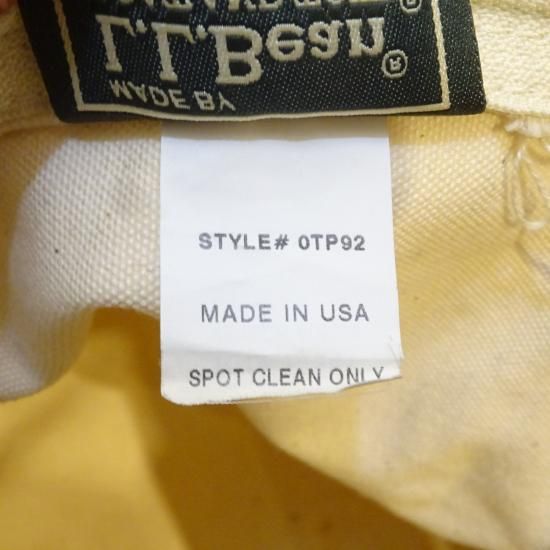 MADE BY
L.L.Bean®
STYLE# 0TP92
MADE IN USA
SPOT CLEAN ONLY